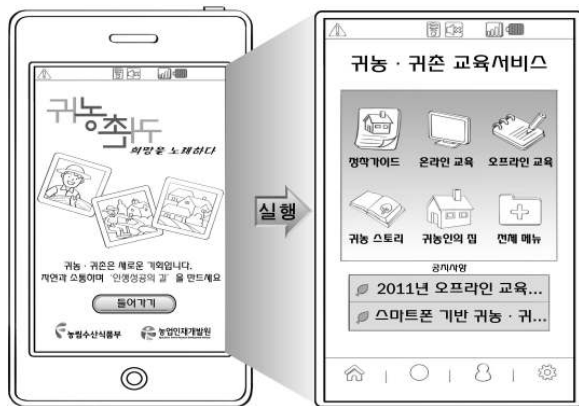 귀농
귀촌
희망을 노래하다
귀농 · 귀촌은 새로운 기회입니다.
자연과 소통하며 '인생성공의 길' 을 만드세요
들어가기
농림수산식품부
농업인재개발원
실행
귀농 · 귀촌 교육서비스
정착가이드
온라인 교육
오프라인 교육
귀농 스토리
귀농인의 집
전체 메뉴
공지사항
2011년 오프라인 교육...
스마트폰 기반 귀농 · 귀...